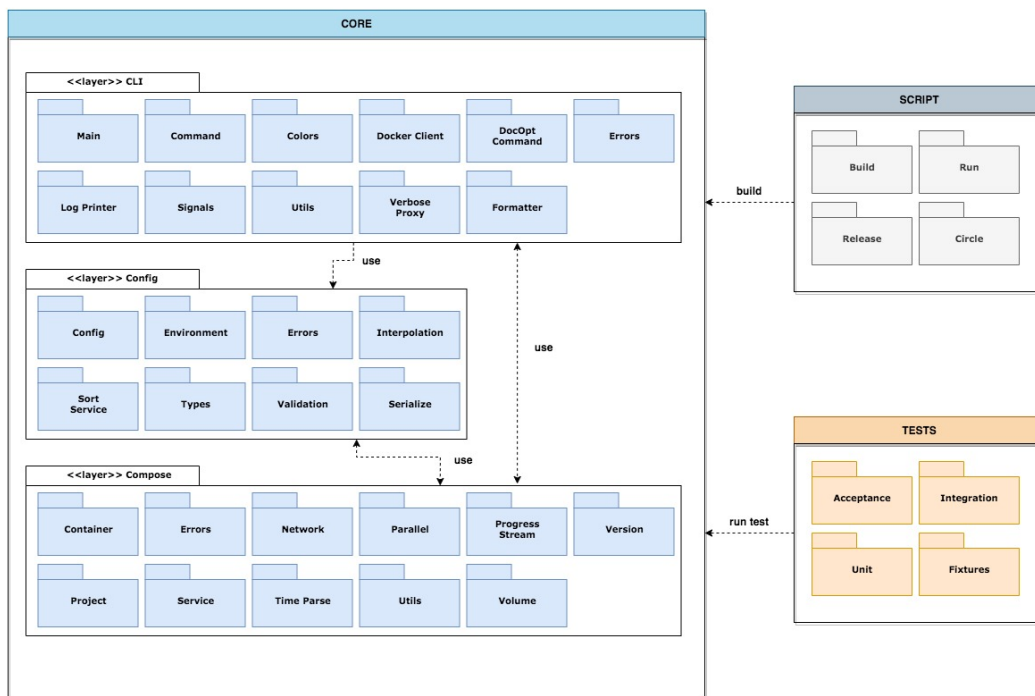 CORE
<<layer>> CLI
Main
Command
Colors
Docker Client
DocOpt
Command
Errors
Log Printer
Signals
Utils
Verbose
Proxy
Formatter
use
<<layer>> Config
Config
Environment
Errors
Interpolation
Sort
Service
Types
Validation
Serialize
use
use
<<layer>> Compose
Container
Errors
Network
Parallel
Progress
Stream
Version
Project
Service
Time Parse
Utils
Volume
build
SCRIPT
Build
Run
Release
Circle
run test
TESTS
Acceptance
Integration
Unit
Fixtures